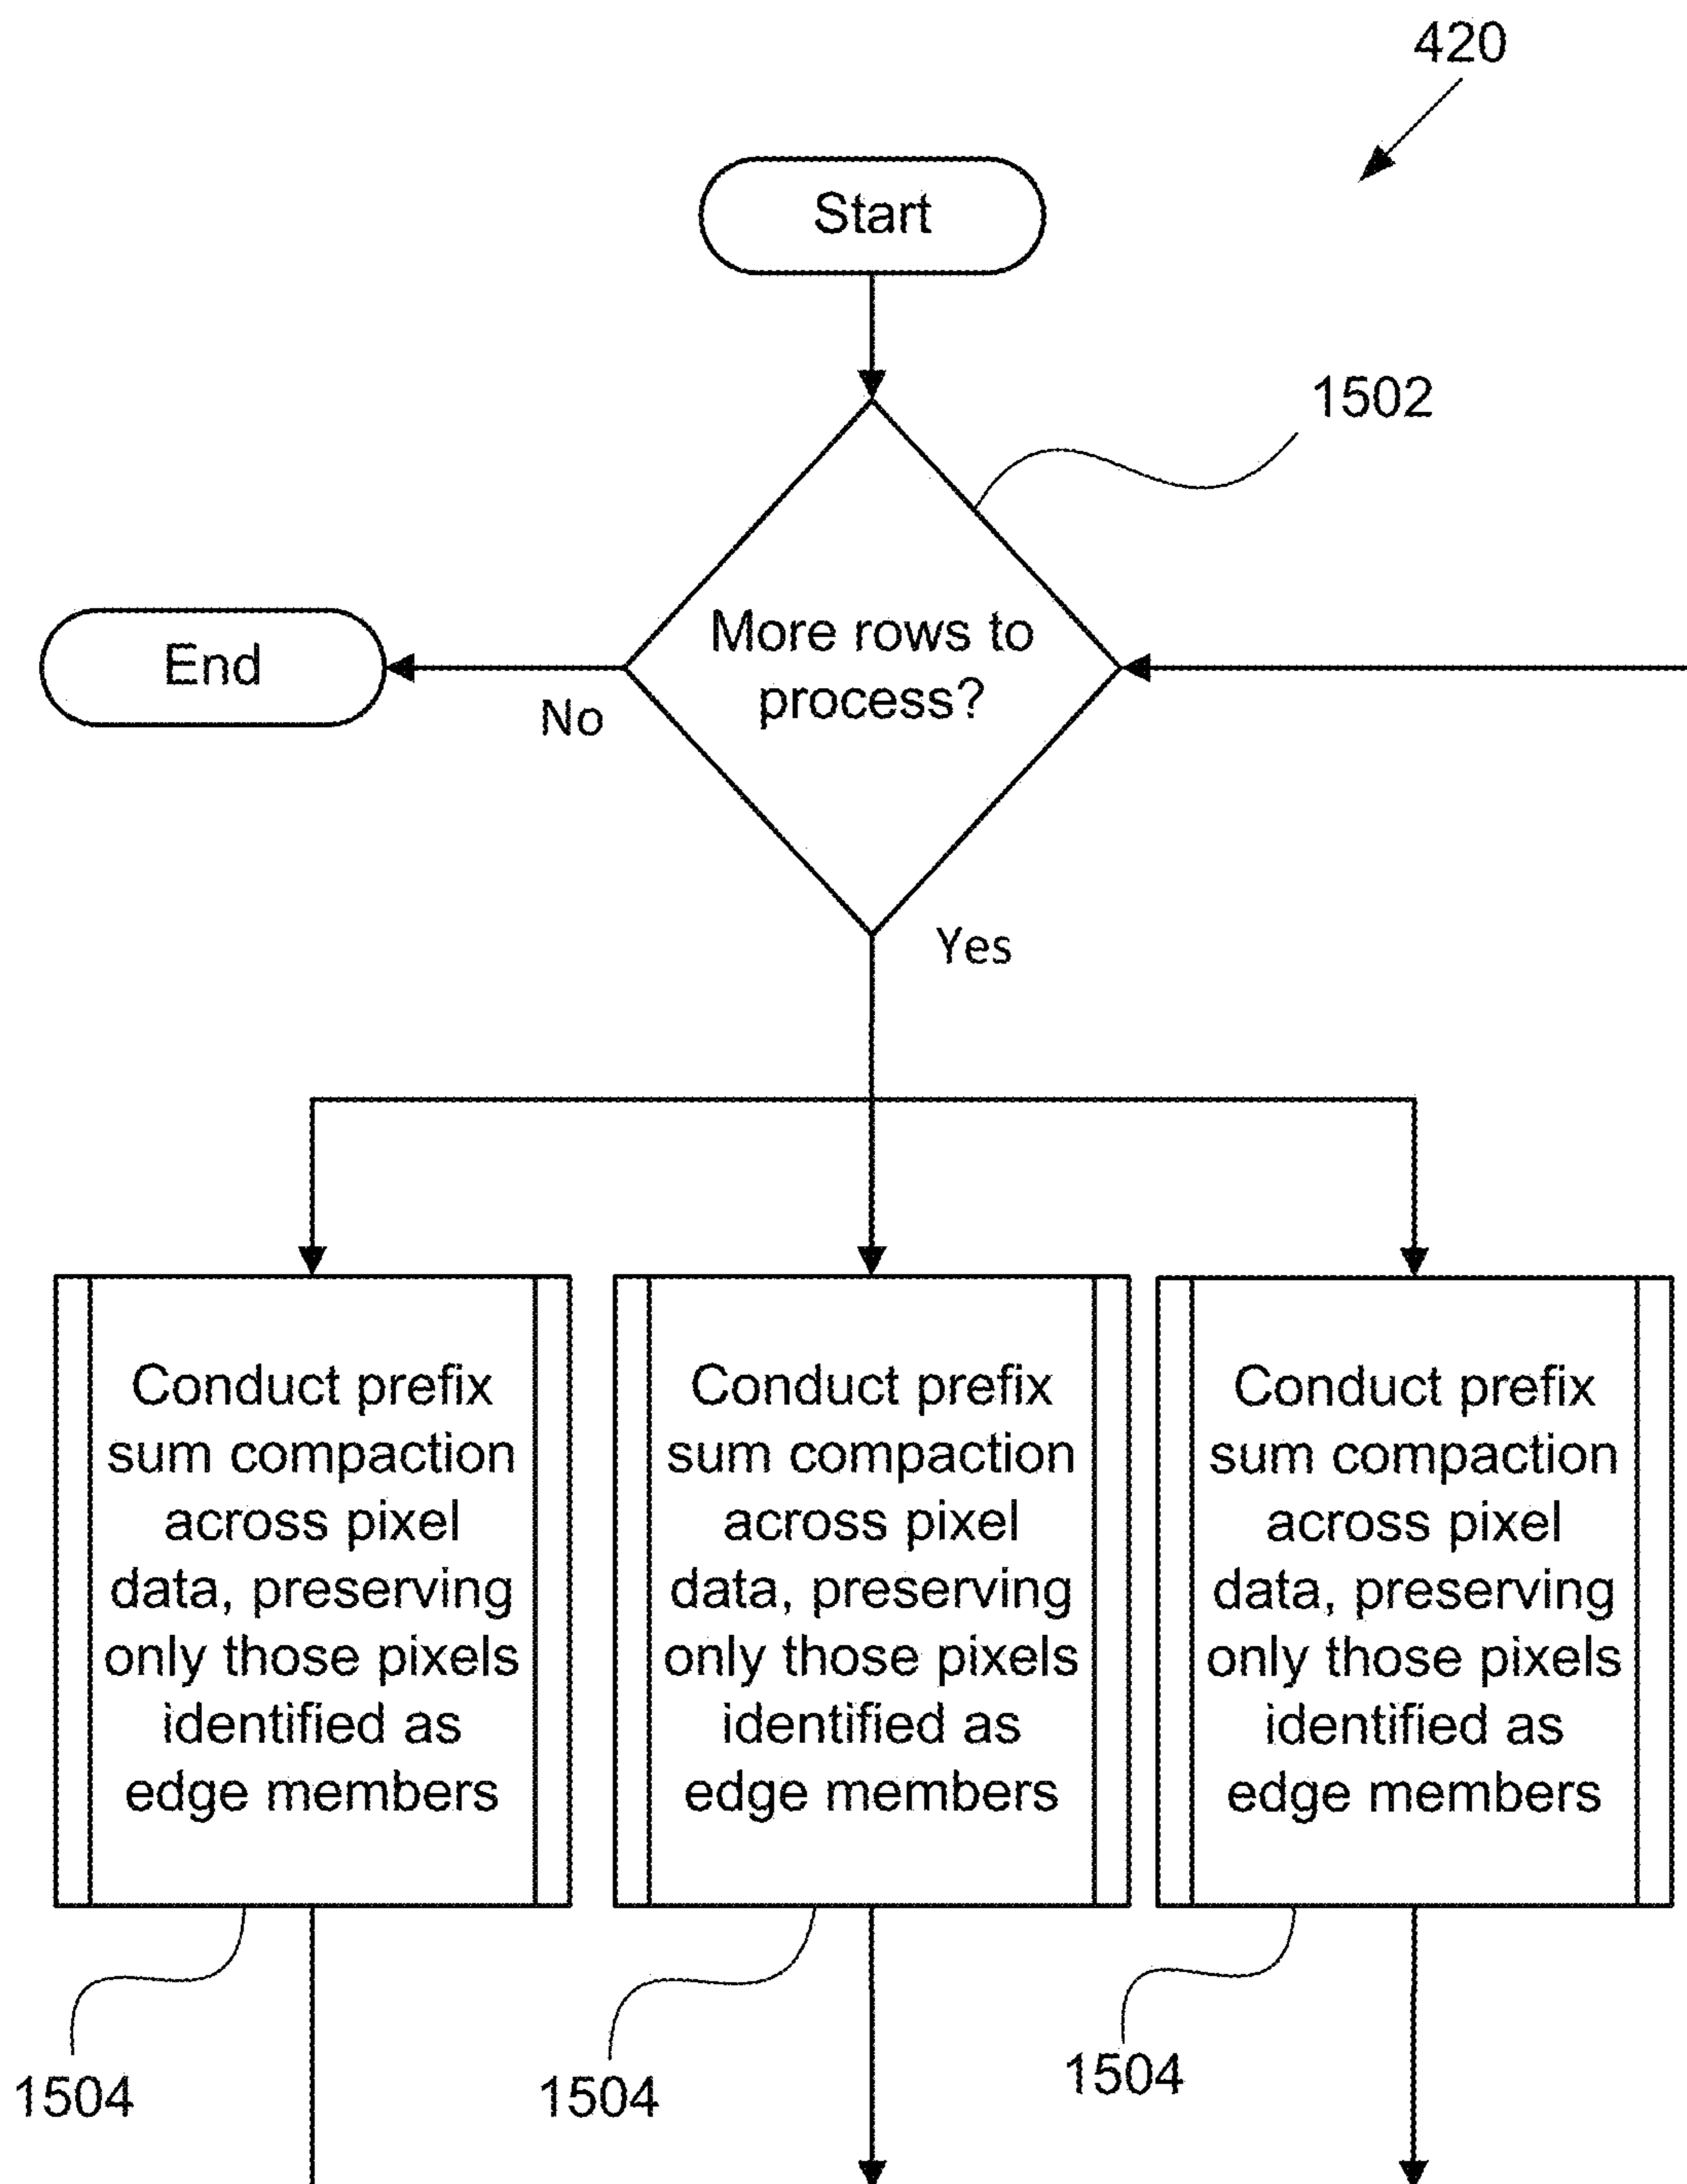 420
Start
1502
More rows to
process?
End
No
Yes
Conduct prefix
sum compaction
across pixel
data, preserving
only those pixels
identified as
edge members
Conduct prefix
sum compaction
across pixel
data, preserving
only those pixels
identified as
edge members
Conduct prefix
sum compaction
across pixel
data, preserving
only those pixels
identified as
edge members
1504
1504
1504